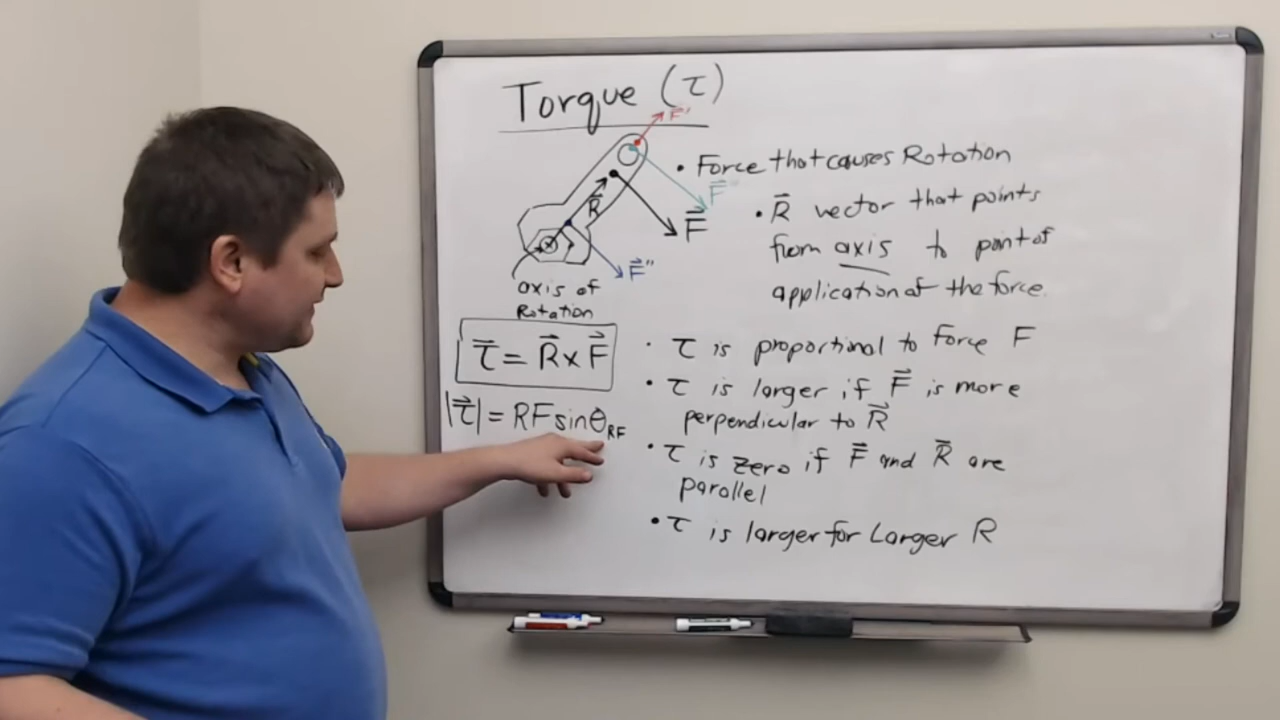 Torque (τ)
F'
• Force that causes Rotation
F'''
R⃗
F⃗
F⃗''
axis of
Rotation
• R⃗ vector that points
from axis to point of
application of the force.
τ⃗ = R⃗ x F⃗
|τ⃗| = RFsinθRF
• τ is proportional to Force F
• τ is larger if F⃗ is more
perpendicular to R⃗
• τ is zero if F⃗ and R⃗ are
parallel
• τ is larger for Larger R